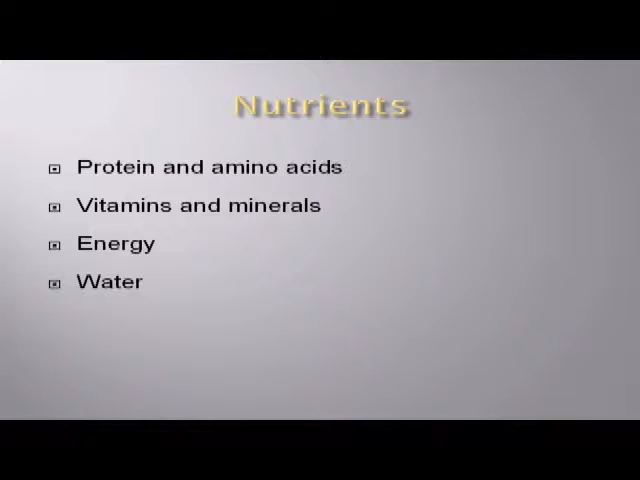 Nutrients
Protein and amino acids
Vitamins and minerals
Energy
Water